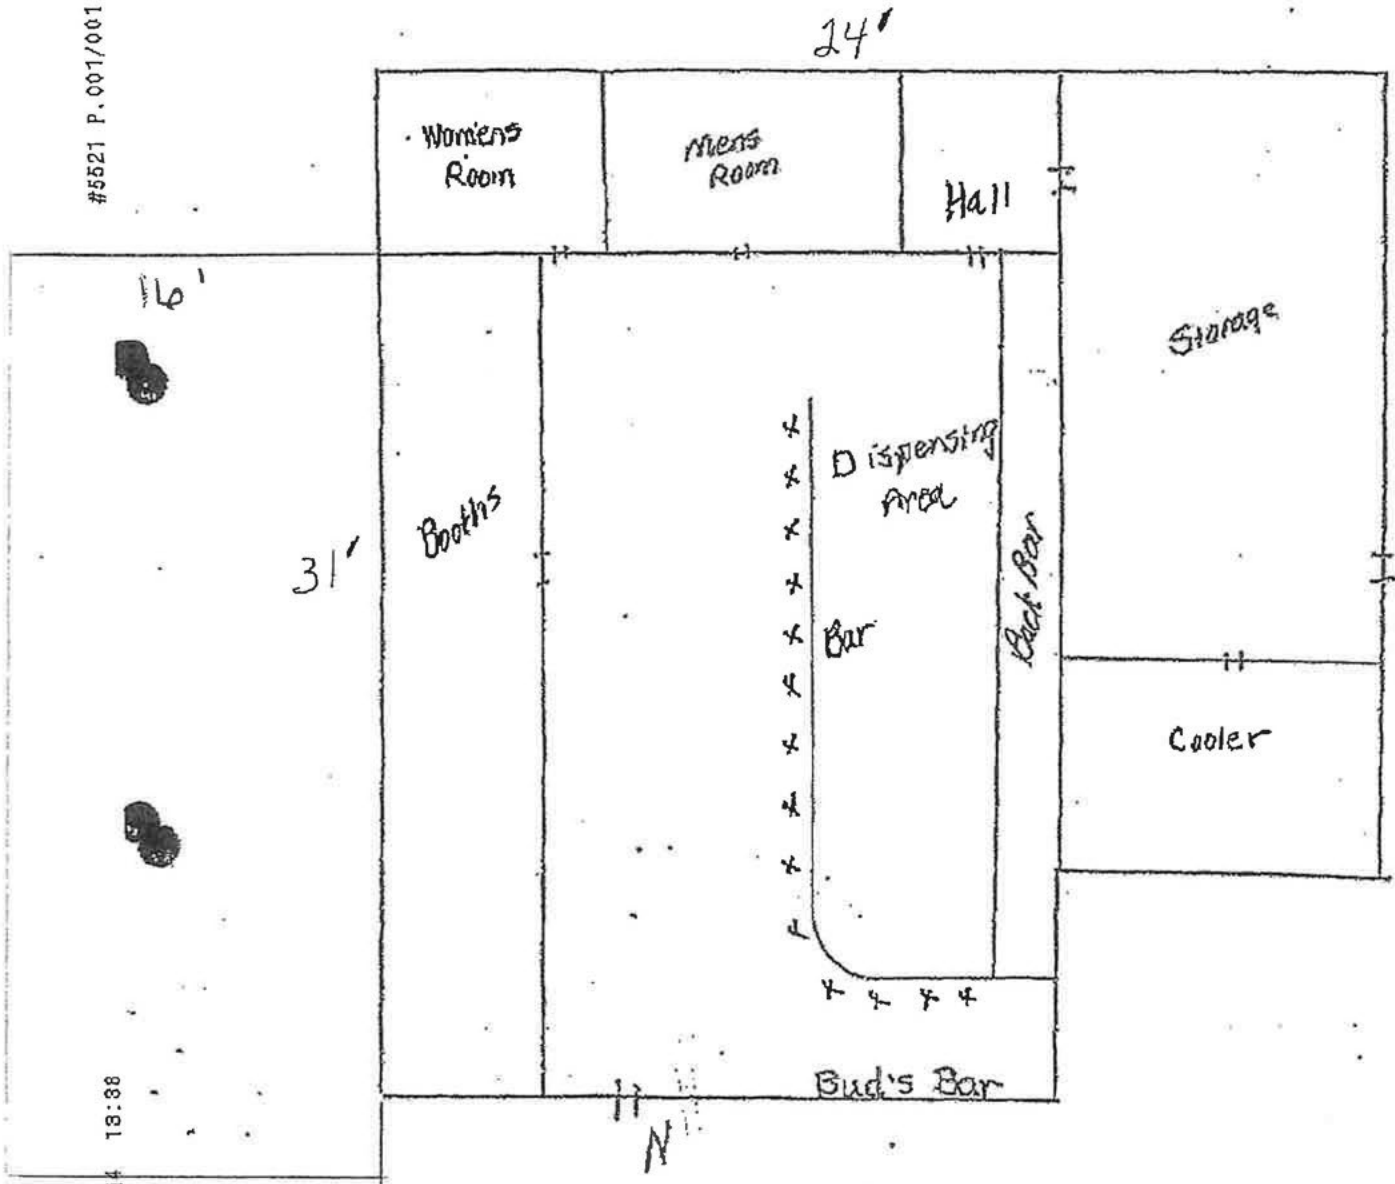 #5521 P.001/001
24'
Womens
Room
Mens
Room
Hall
16'
Storage
Dispensing
Area
Booths
31'
Back Bar
Bar
Cooler
Bud's Bar
13:38
N